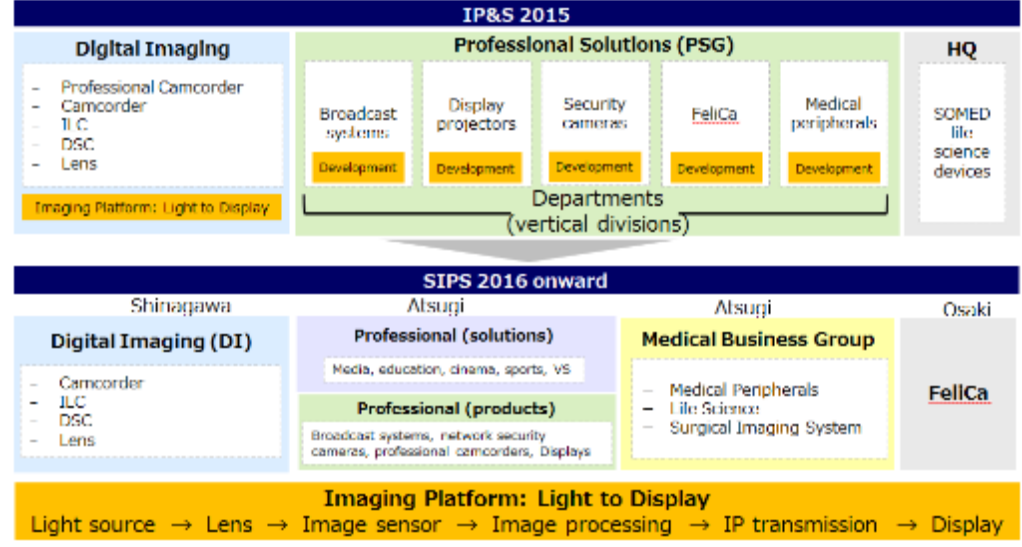 IP&S 2015
Digital Imaging
- Professional Camcorder
- Camcorder
- ILC
- DSC
- Lens
Imaging Platform: Light to Display
Professional Solutions (PSG)
Broadcast
systems
Development
Display
projectors
Development
Security
cameras
Development
FeliCa
Development
Medical
peripherals
Development
Departments
(vertical divisions)
HQ
SOMED
life
science
devices
SIPS 2016 onward
Shinagawa
Digital Imaging (DI)
- Camcorder
- ILC
- DSC
- Lens
Atsugi
Professional (solutions)
Media, education, cinema, sports, VS
Professional (products)
Broadcast systems, network security
cameras, professional camcorders, Displays
Atsugi
Medical Business Group
- Medical Peripherals
- Life Science
- Surgical Imaging System
Osaki
FeliCa
Imaging Platform: Light to Display
Light source → Lens → Image sensor → Image processing → IP transmission → Display